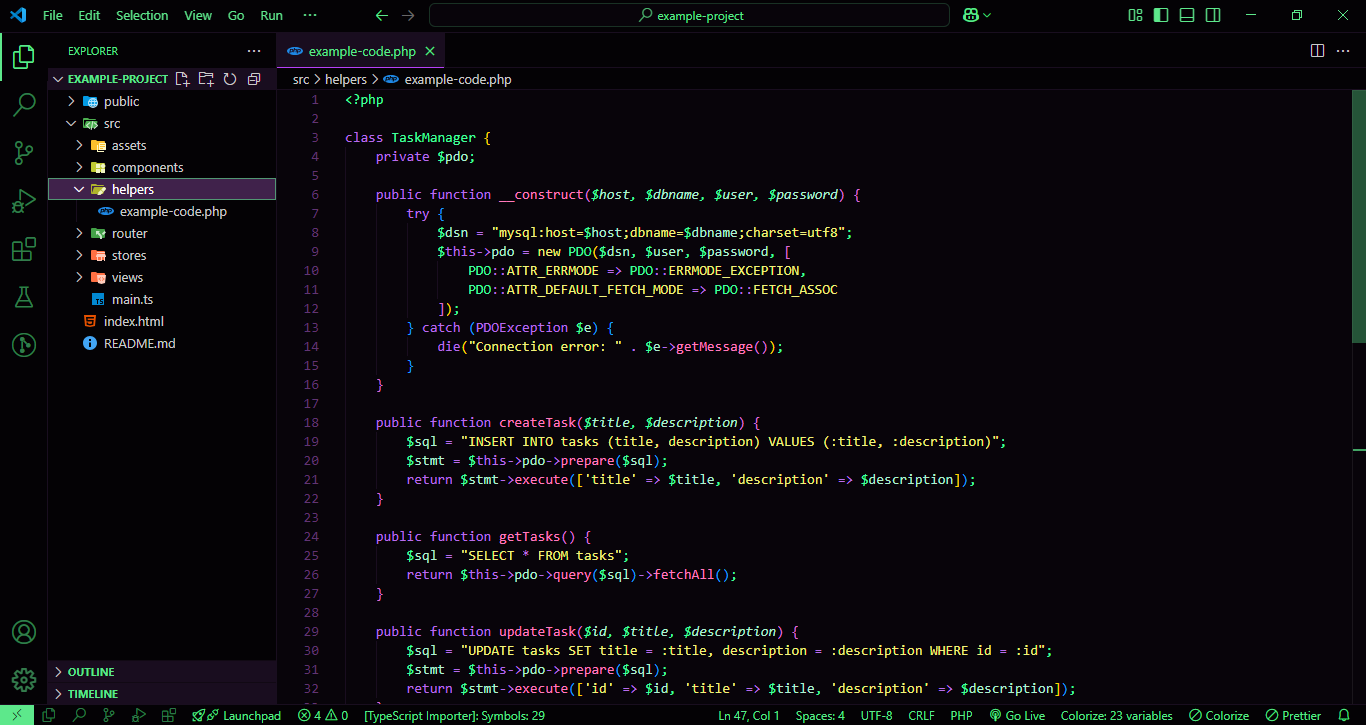 File Edit Selection View Go Run ··· example-project
EXPLORER ···
EXAMPLE-PROJECT
public
src
assets
components
helpers
example-code.php
router
stores
views
main.ts
index.html
README.md
OUTLINE
TIMELINE
php example-code.php
src > helpers > php example-code.php
1 <?php
2
3 class TaskManager {
4 private $pdo;
5
6 public function __construct($host, $dbname, $user, $password) {
7 try {
8 $dsn = "mysql:host=$host;dbname=$dbname;charset=utf8";
9 $this->pdo = new PDO($dsn, $user, $password, [
10 PDO::ATTR_ERRMODE => PDO::ERRMODE_EXCEPTION,
11 PDO::ATTR_DEFAULT_FETCH_MODE => PDO::FETCH_ASSOC
12 ]);
13 } catch (PDOException $e) {
14 die("Connection error: " . $e->getMessage());
15 }
16 }
17
18 public function createTask($title, $description) {
19 $sql = "INSERT INTO tasks (title, description) VALUES (:title, :description)";
20 $stmt = $this->pdo->prepare($sql);
21 return $stmt->execute(['title' => $title, 'description' => $description]);
22 }
23
24 public function getTasks() {
25 $sql = "SELECT * FROM tasks";
26 return $this->pdo->query($sql)->fetchAll();
27 }
28
29 public function updateTask($id, $title, $description) {
30 $sql = "UPDATE tasks SET title = :title, description = :description WHERE id = :id";
31 $stmt = $this->pdo->prepare($sql);
32 return $stmt->execute(['id' => $id, 'title' => $title, 'description' => $description]);
Launchpad 4 0 [TypeScript Importer]: Symbols: 29 Ln 47, Col 1 Spaces: 4 UTF-8 CRLF PHP Go Live Colorize: 23 variables Colorize Prettier